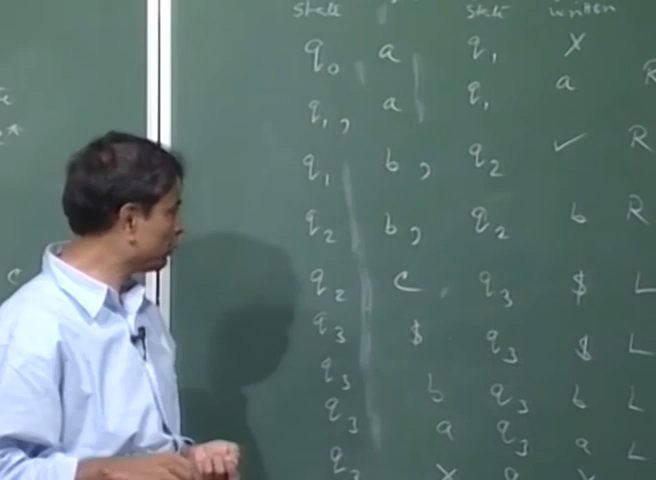 state state written
q₀ a q₁ X
q₁, a q₁ a R
q₁ b, q₂ ✓ R
q₂ b, q₂ b R
q₂ c q₃ $ L
q₃ $ q₃ $ L
q₃ b q₃ b L
q₃ a q₃ a L
q₃ X